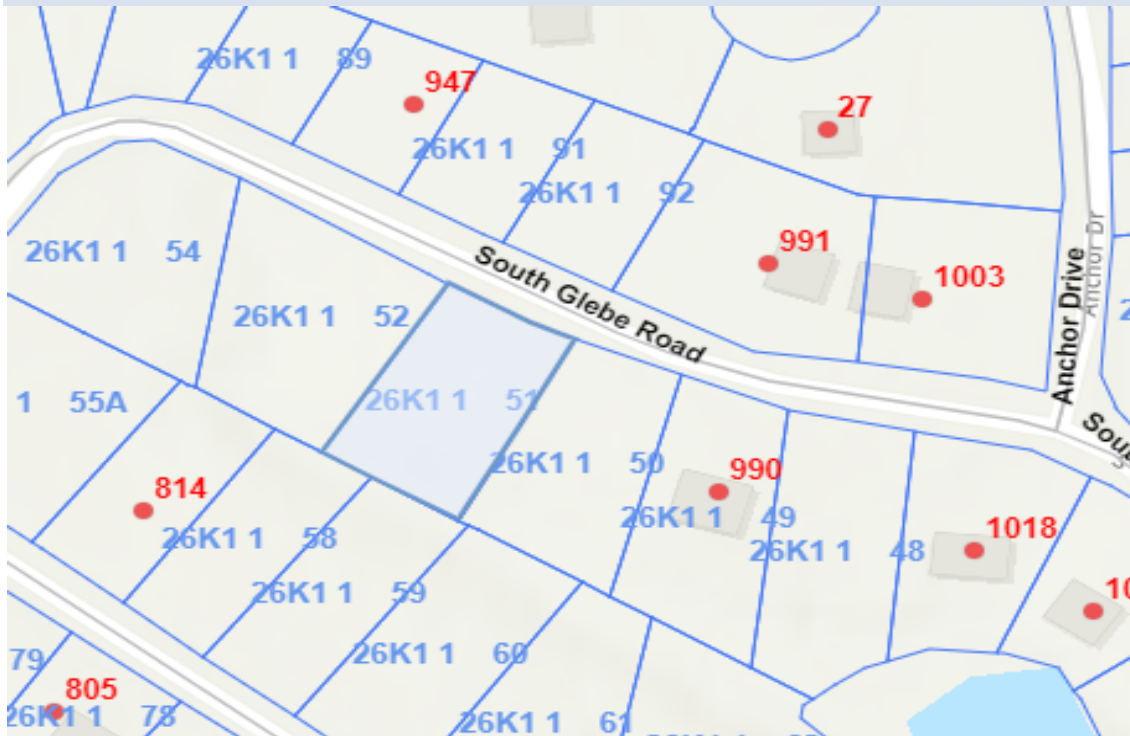 26K1 1 89
947
27
26K1 1 91
26K1 1 92
991
1003
26K1 1 54
South Glebe Road
Anchor Drive
Anchor Dr
26K1 1 52
26K1 1 51
1 55A
26K1 1 50
990
814
26K1 1 49
1018
26K1 1 58
26K1 1 48
26K1 1 59
26K1 1 60
79
805
26K1 1 78
26K1 1 61